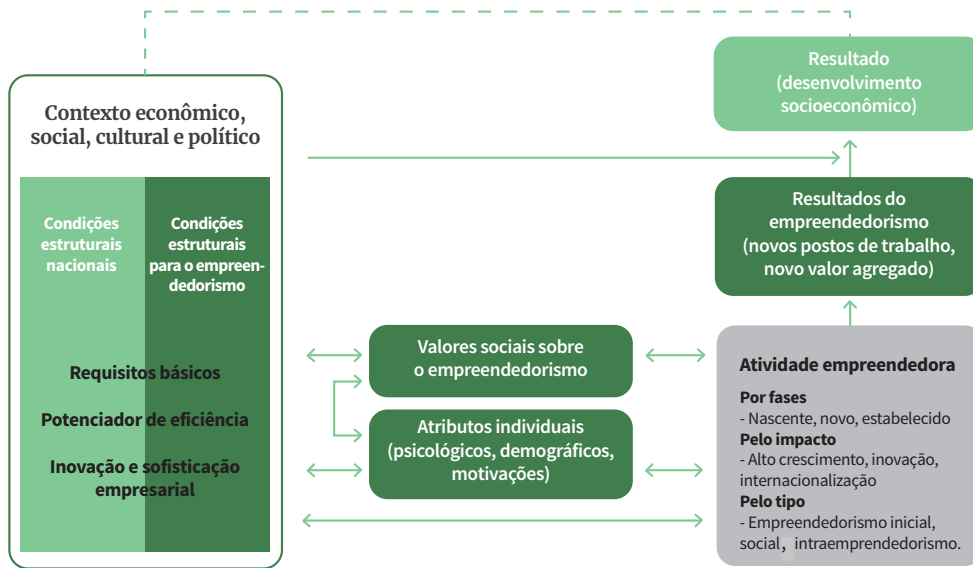 Contexto econômico,
social, cultural e político
Condições
estruturais
nacionais
Condições
estruturais
para o empreen-
dedorismo
Requisitos básicos
Potenciador de eficiência
Inovação e sofisticação
empresarial
Valores sociais sobre
o empreendedorismo
Atributos individuais
(psicológicos, demográficos,
motivações)
Resultado
(desenvolvimento
socioeconômico)
Resultados do
empreendedorismo
(novos postos de trabalho,
novo valor agregado)
Atividade empreendedora
Por fases
- Nascente, novo, estabelecido
Pelo impacto
- Alto crescimento, inovação,
internacionalização
Pelo tipo
- Empreendedorismo inicial,
social, intraemprendedorismo.